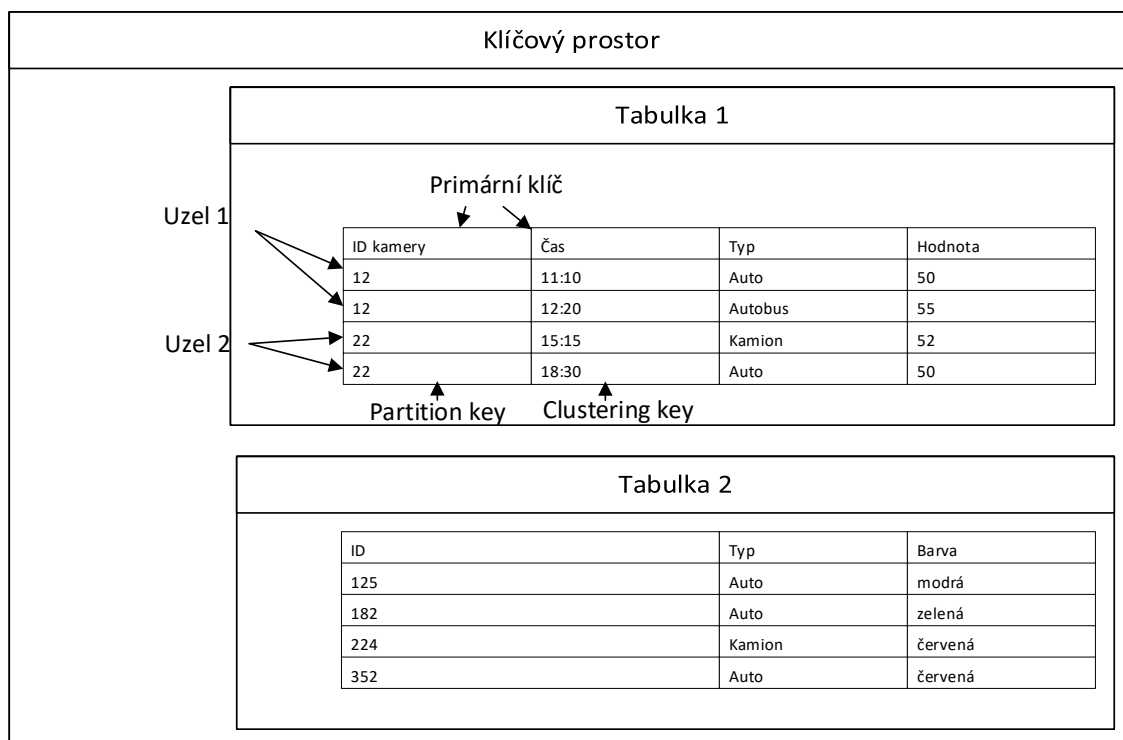 Klíčový prostor
Tabulka 1
Primární klíč
Uzel 1
ID kamery Čas Typ Hodnota
12 11:10 Auto 50
12 12:20 Autobus 55
Uzel 2
22 15:15 Kamion 52
22 18:30 Auto 50
Partition key Clustering key
Tabulka 2
ID Typ Barva
125 Auto modrá
182 Auto zelená
224 Kamion červená
352 Auto červená